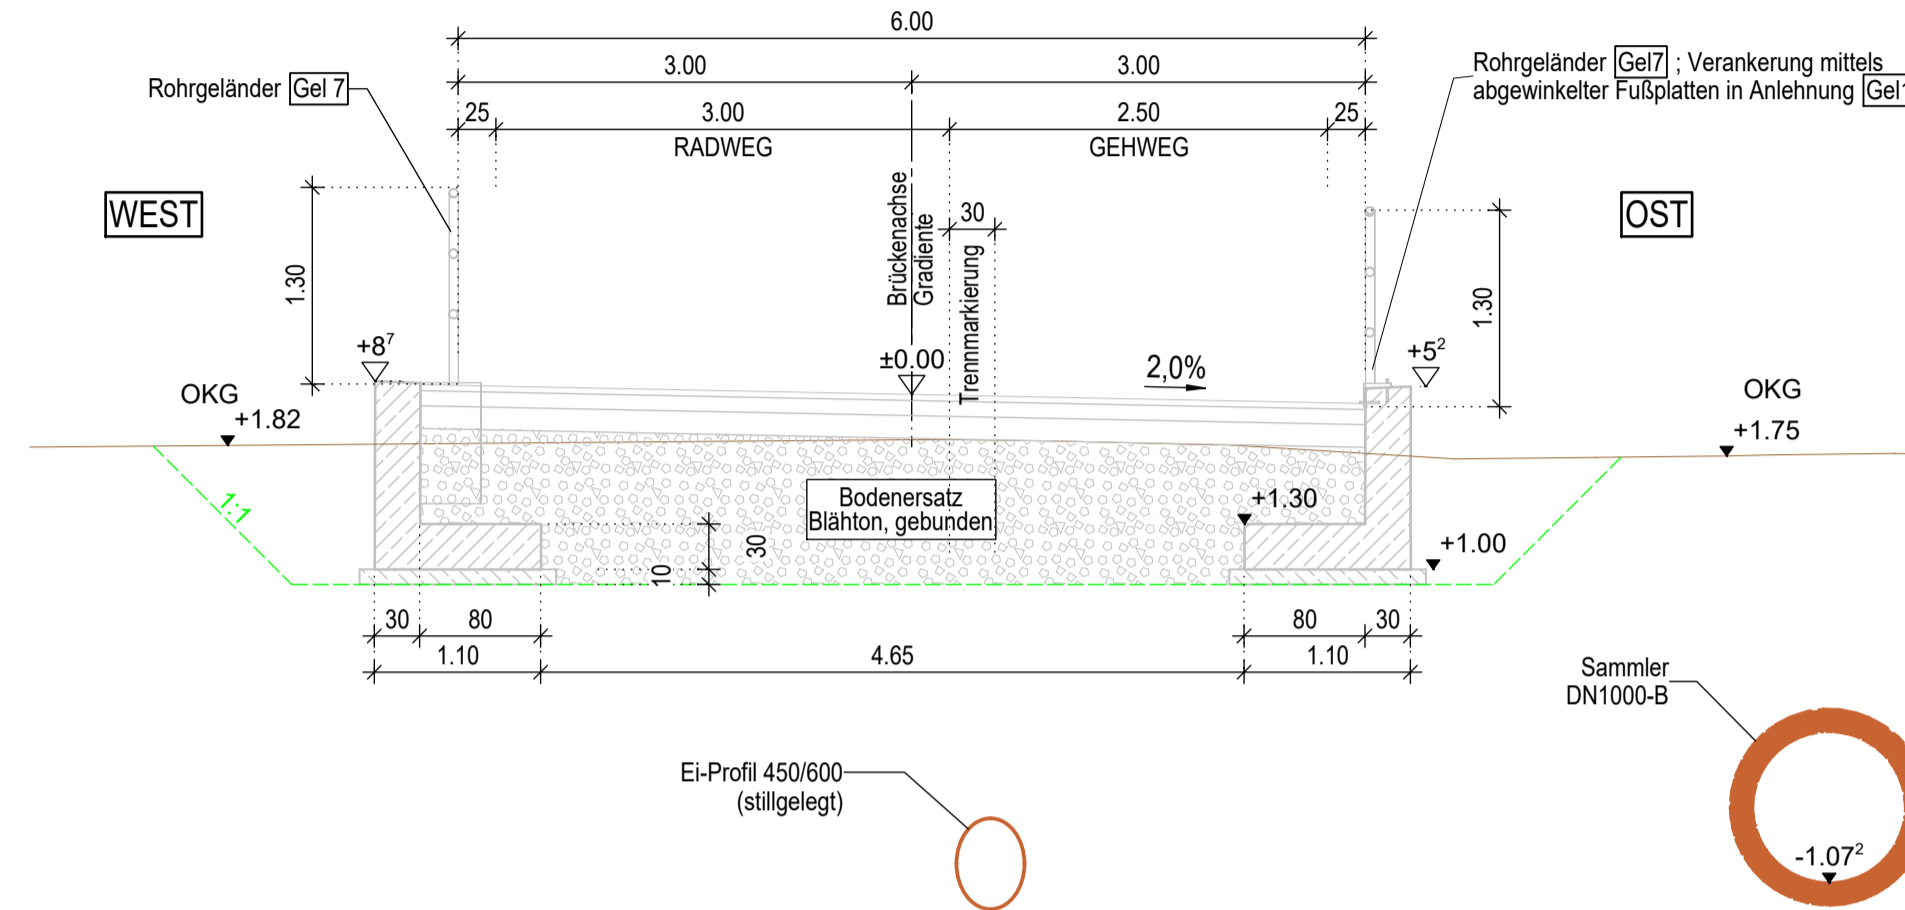 6.00
3.00
3.00
25
3.00
2.50
25
RADWEG
GEHWEG
Rohrgeländer Gel 7
Rohrgeländer Gel7 ; Verankerung mittels
abgewinkelter Fußplatten in Anlehnung
WEST
OST
1.30
1.30
Brückenachse
Gradiente
30
Trennmarkierung
+8⁷
±0.00
2,0%
+5²
OKG
+1.82
OKG
+1.75
1:1
Bodenersatz
Blähton, gebunden
+1.30
+1.00
30
10
30
80
80
30
1.10
4.65
1.10
Sammler
DN1000-B
Ei-Profil 450/600
(stillgelegt)
-1.07²